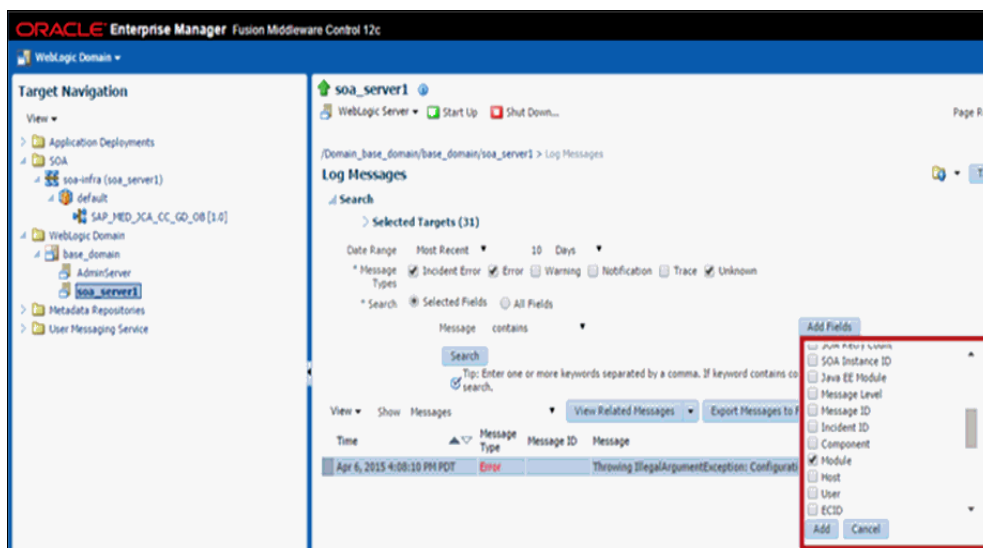 ORACLE Enterprise Manager Fusion Middleware Control 12c
WebLogic Domain
Target Navigation
View
Application Deployments
SOA
soa-infra (soa_server1)
default
SAP_MED_JCA_CC_GD_OB [1.0]
WebLogic Domain
base_domain
AdminServer
soa_server1
Metadata Repositories
User Messaging Service
soa_server1
WebLogic Server Start Up Shut Down...
Page R
/Domain_base_domain/base_domain/soa_server1 > Log Messages
Log Messages
Search
Selected Targets (31)
Date Range Most Recent 10 Days
* Message Types Incident Error Error Warning Notification Trace Unknown
* Search Selected Fields All Fields
Message contains
Add Fields
Search
Tip: Enter one or more keywords separated by a comma. If keyword contains co
search.
View Show Messages View Related Messages Export Messages to F
Time Message Type Message ID Message
Apr 6, 2015 4:08:10 PM PDT Error Throwing IllegalArgumentException: Configurati
SOA Retry Count
SOA Instance ID
Java EE Module
Message Level
Message ID
Incident ID
Component
Module
Host
User
ECID
Add Cancel